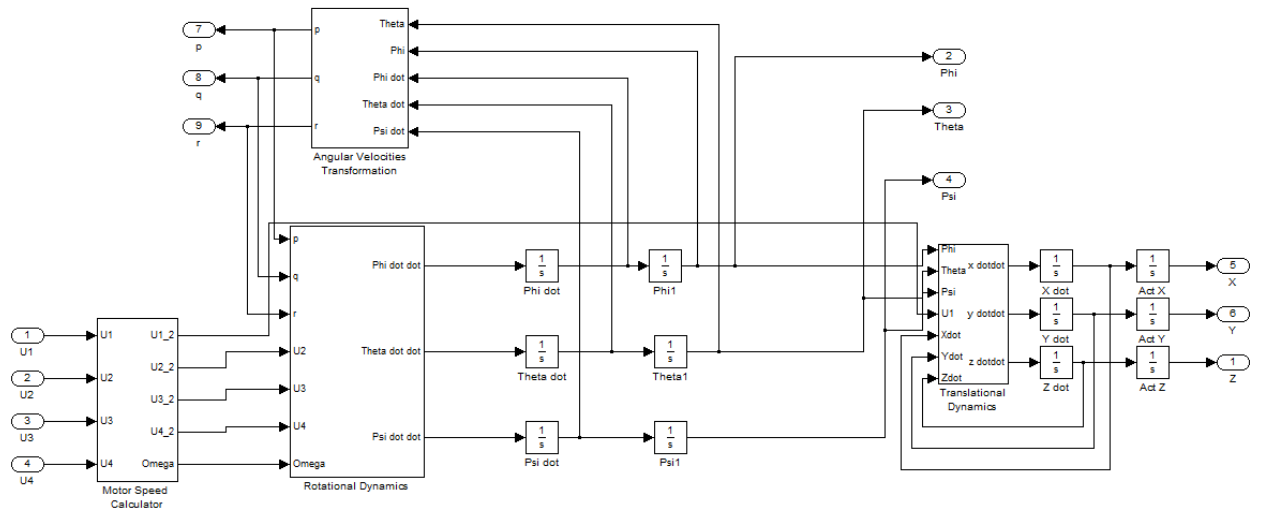 7
p
8
q
9
r
p
q
r
Theta
Phi
Phi dot
Theta dot
Psi dot
Angular Velocities
Transformation
2
Phi
3
Theta
4
Psi
1
U1
2
U2
3
U3
4
U4
U1
U2
U3
U4
U1_2
U2_2
U3_2
U4_2
Omega
Motor Speed
Calculator
p
q
r
U2
U3
U4
Omega
Phi dot dot
Theta dot dot
Psi dot dot
Rotational Dynamics
1
s
Phi dot
1
s
Phi1
1
s
Theta dot
1
s
Theta1
1
s
Psi dot
1
s
Psi1
Phi
Theta
Psi
U1
Xdot
Ydot
Zdot
x dotdot
y dotdot
z dotdot
Translational
Dynamics
1
s
X dot
1
s
Act X
5
X
1
s
Y dot
1
s
Act Y
6
Y
1
s
Z dot
1
s
Act Z
1
Z